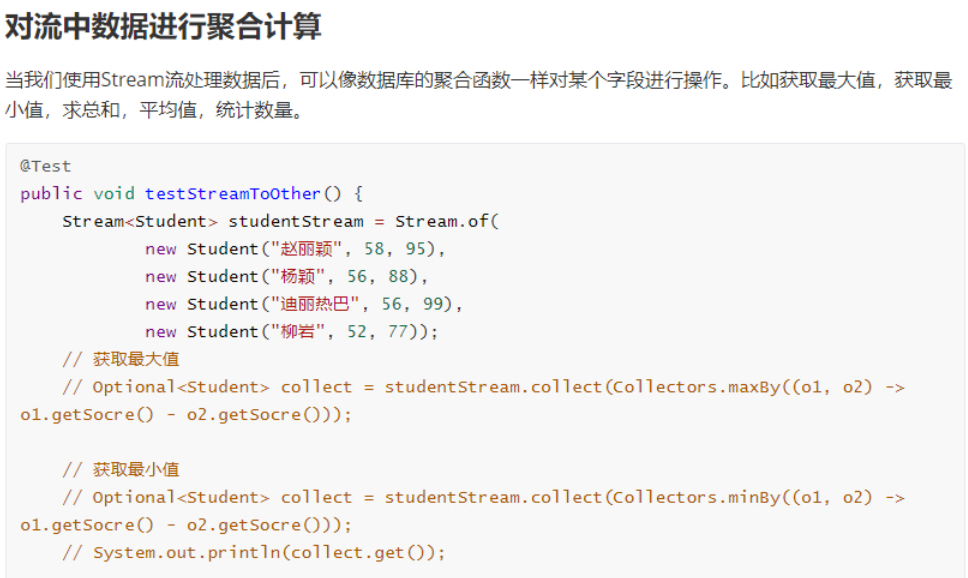 对流中数据进行聚合计算
当我们使用Stream流处理数据后，可以像数据库的聚合函数一样对某个字段进行操作。比如获取最大值，获取最
小值，求总和，平均值，统计数量。
@Test
public void testStreamToOther() {
    Stream<Student> studentStream = Stream.of(
            new Student("赵丽颖", 58, 95),
            new Student("杨颖", 56, 88),
            new Student("迪丽热巴", 56, 99),
            new Student("柳岩", 52, 77));
    // 获取最大值
    // Optional<Student> collect = studentStream.collect(Collectors.maxBy((o1, o2) ->
o1.getSocre() - o2.getSocre()));
    // 获取最小值
    // Optional<Student> collect = studentStream.collect(Collectors.minBy((o1, o2) ->
o1.getSocre() - o2.getSocre()));
    // System.out.println(collect.get());